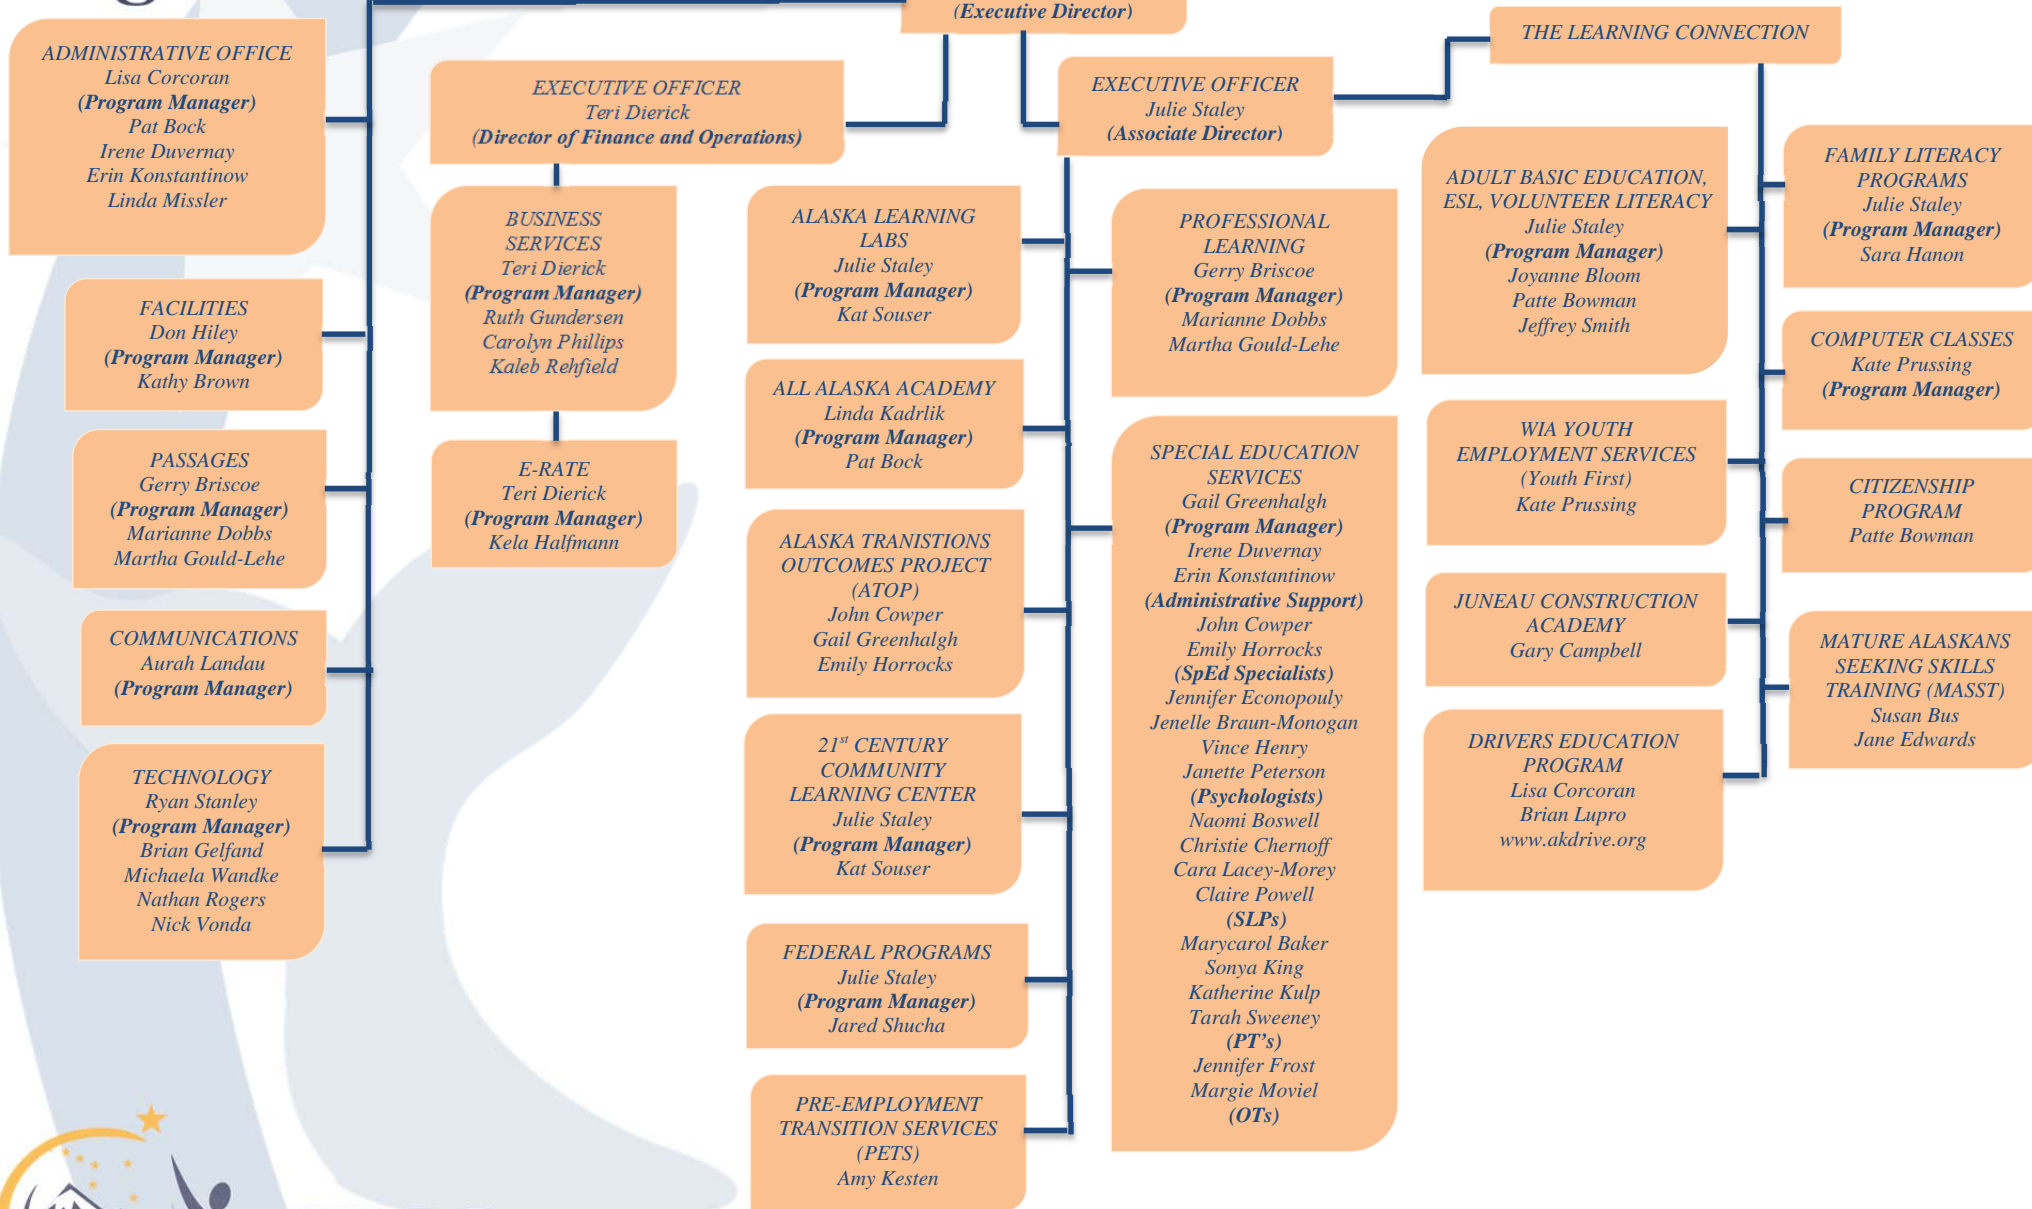 (Executive Director)
ADMINISTRATIVE OFFICE
Lisa Corcoran
(Program Manager)
Pat Bock
Irene Duvernay
Erin Konstantinow
Linda Missler
FACILITIES
Don Hiley
(Program Manager)
Kathy Brown
PASSAGES
Gerry Briscoe
(Program Manager)
Marianne Dobbs
Martha Gould-Lehe
COMMUNICATIONS
Aurah Landau
(Program Manager)
TECHNOLOGY
Ryan Stanley
(Program Manager)
Brian Gelfand
Michaela Wandke
Nathan Rogers
Nick Vonda
EXECUTIVE OFFICER
Teri Dierick
(Director of Finance and Operations)
BUSINESS
SERVICES
Teri Dierick
(Program Manager)
Ruth Gundersen
Carolyn Phillips
Kaleb Rehfield
E-RATE
Teri Dierick
(Program Manager)
Kela Halfmann
EXECUTIVE OFFICER
Julie Staley
(Associate Director)
ALASKA LEARNING
LABS
Julie Staley
(Program Manager)
Kat Souser
ALL ALASKA ACADEMY
Linda Kadrlik
(Program Manager)
Pat Bock
ALASKA TRANISTIONS
OUTCOMES PROJECT
(ATOP)
John Cowper
Gail Greenhalgh
Emily Horrocks
21st CENTURY
COMMUNITY
LEARNING CENTER
Julie Staley
(Program Manager)
Kat Souser
FEDERAL PROGRAMS
Julie Staley
(Program Manager)
Jared Shucha
PRE-EMPLOYMENT
TRANSITION SERVICES
(PETS)
Amy Kesten
PROFESSIONAL
LEARNING
Gerry Briscoe
(Program Manager)
Marianne Dobbs
Martha Gould-Lehe
SPECIAL EDUCATION
SERVICES
Gail Greenhalgh
(Program Manager)
Irene Duvernay
Erin Konstantinow
(Administrative Support)
John Cowper
Emily Horrocks
(SpEd Specialists)
Jennifer Econopouly
Jenelle Braun-Monogan
Vince Henry
Janette Peterson
(Psychologists)
Naomi Boswell
Christie Chernoff
Cara Lacey-Morey
Claire Powell
(SLPs)
Marycarol Baker
Sonya King
Katherine Kulp
Tarah Sweeney
(PT’s)
Jennifer Frost
Margie Moviel
(OTs)
THE LEARNING CONNECTION
ADULT BASIC EDUCATION,
ESL, VOLUNTEER LITERACY
Julie Staley
(Program Manager)
Joyanne Bloom
Patte Bowman
Jeffrey Smith
WIA YOUTH
EMPLOYMENT SERVICES
(Youth First)
Kate Prussing
JUNEAU CONSTRUCTION
ACADEMY
Gary Campbell
DRIVERS EDUCATION
PROGRAM
Lisa Corcoran
Brian Lupro
www.akdrive.org
FAMILY LITERACY
PROGRAMS
Julie Staley
(Program Manager)
Sara Hanon
COMPUTER CLASSES
Kate Prussing
(Program Manager)
CITIZENSHIP
PROGRAM
Patte Bowman
MATURE ALASKANS
SEEKING SKILLS
TRAINING (MASST)
Susan Bus
Jane Edwards